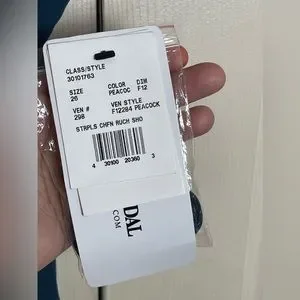 CLASS/STYLE
30101763
SIZE COLOR DIM
26 PEACOC F12
VEN # VEN STYLE
298 F12284 PEACOCK
STRPLS CHFN RUCH SHO
4 30100 20360 3
DAL
COM